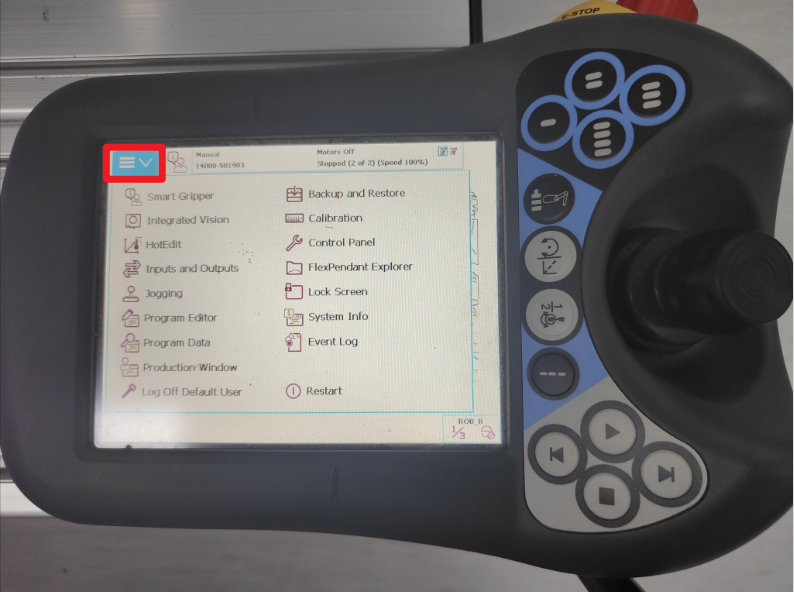 E-STOP
Manual
14000-501903
Motors Off
Stopped (2 of 2) (Speed 100%)
Smart Gripper
Backup and Restore
Integrated Vision
Calibration
HotEdit
Control Panel
Inputs and Outputs
FlexPendant Explorer
Jogging
Lock Screen
Program Editor
System Info
Program Data
Event Log
Production Window
Log Off Default User
Restart
ROB_R
1/3
1/2